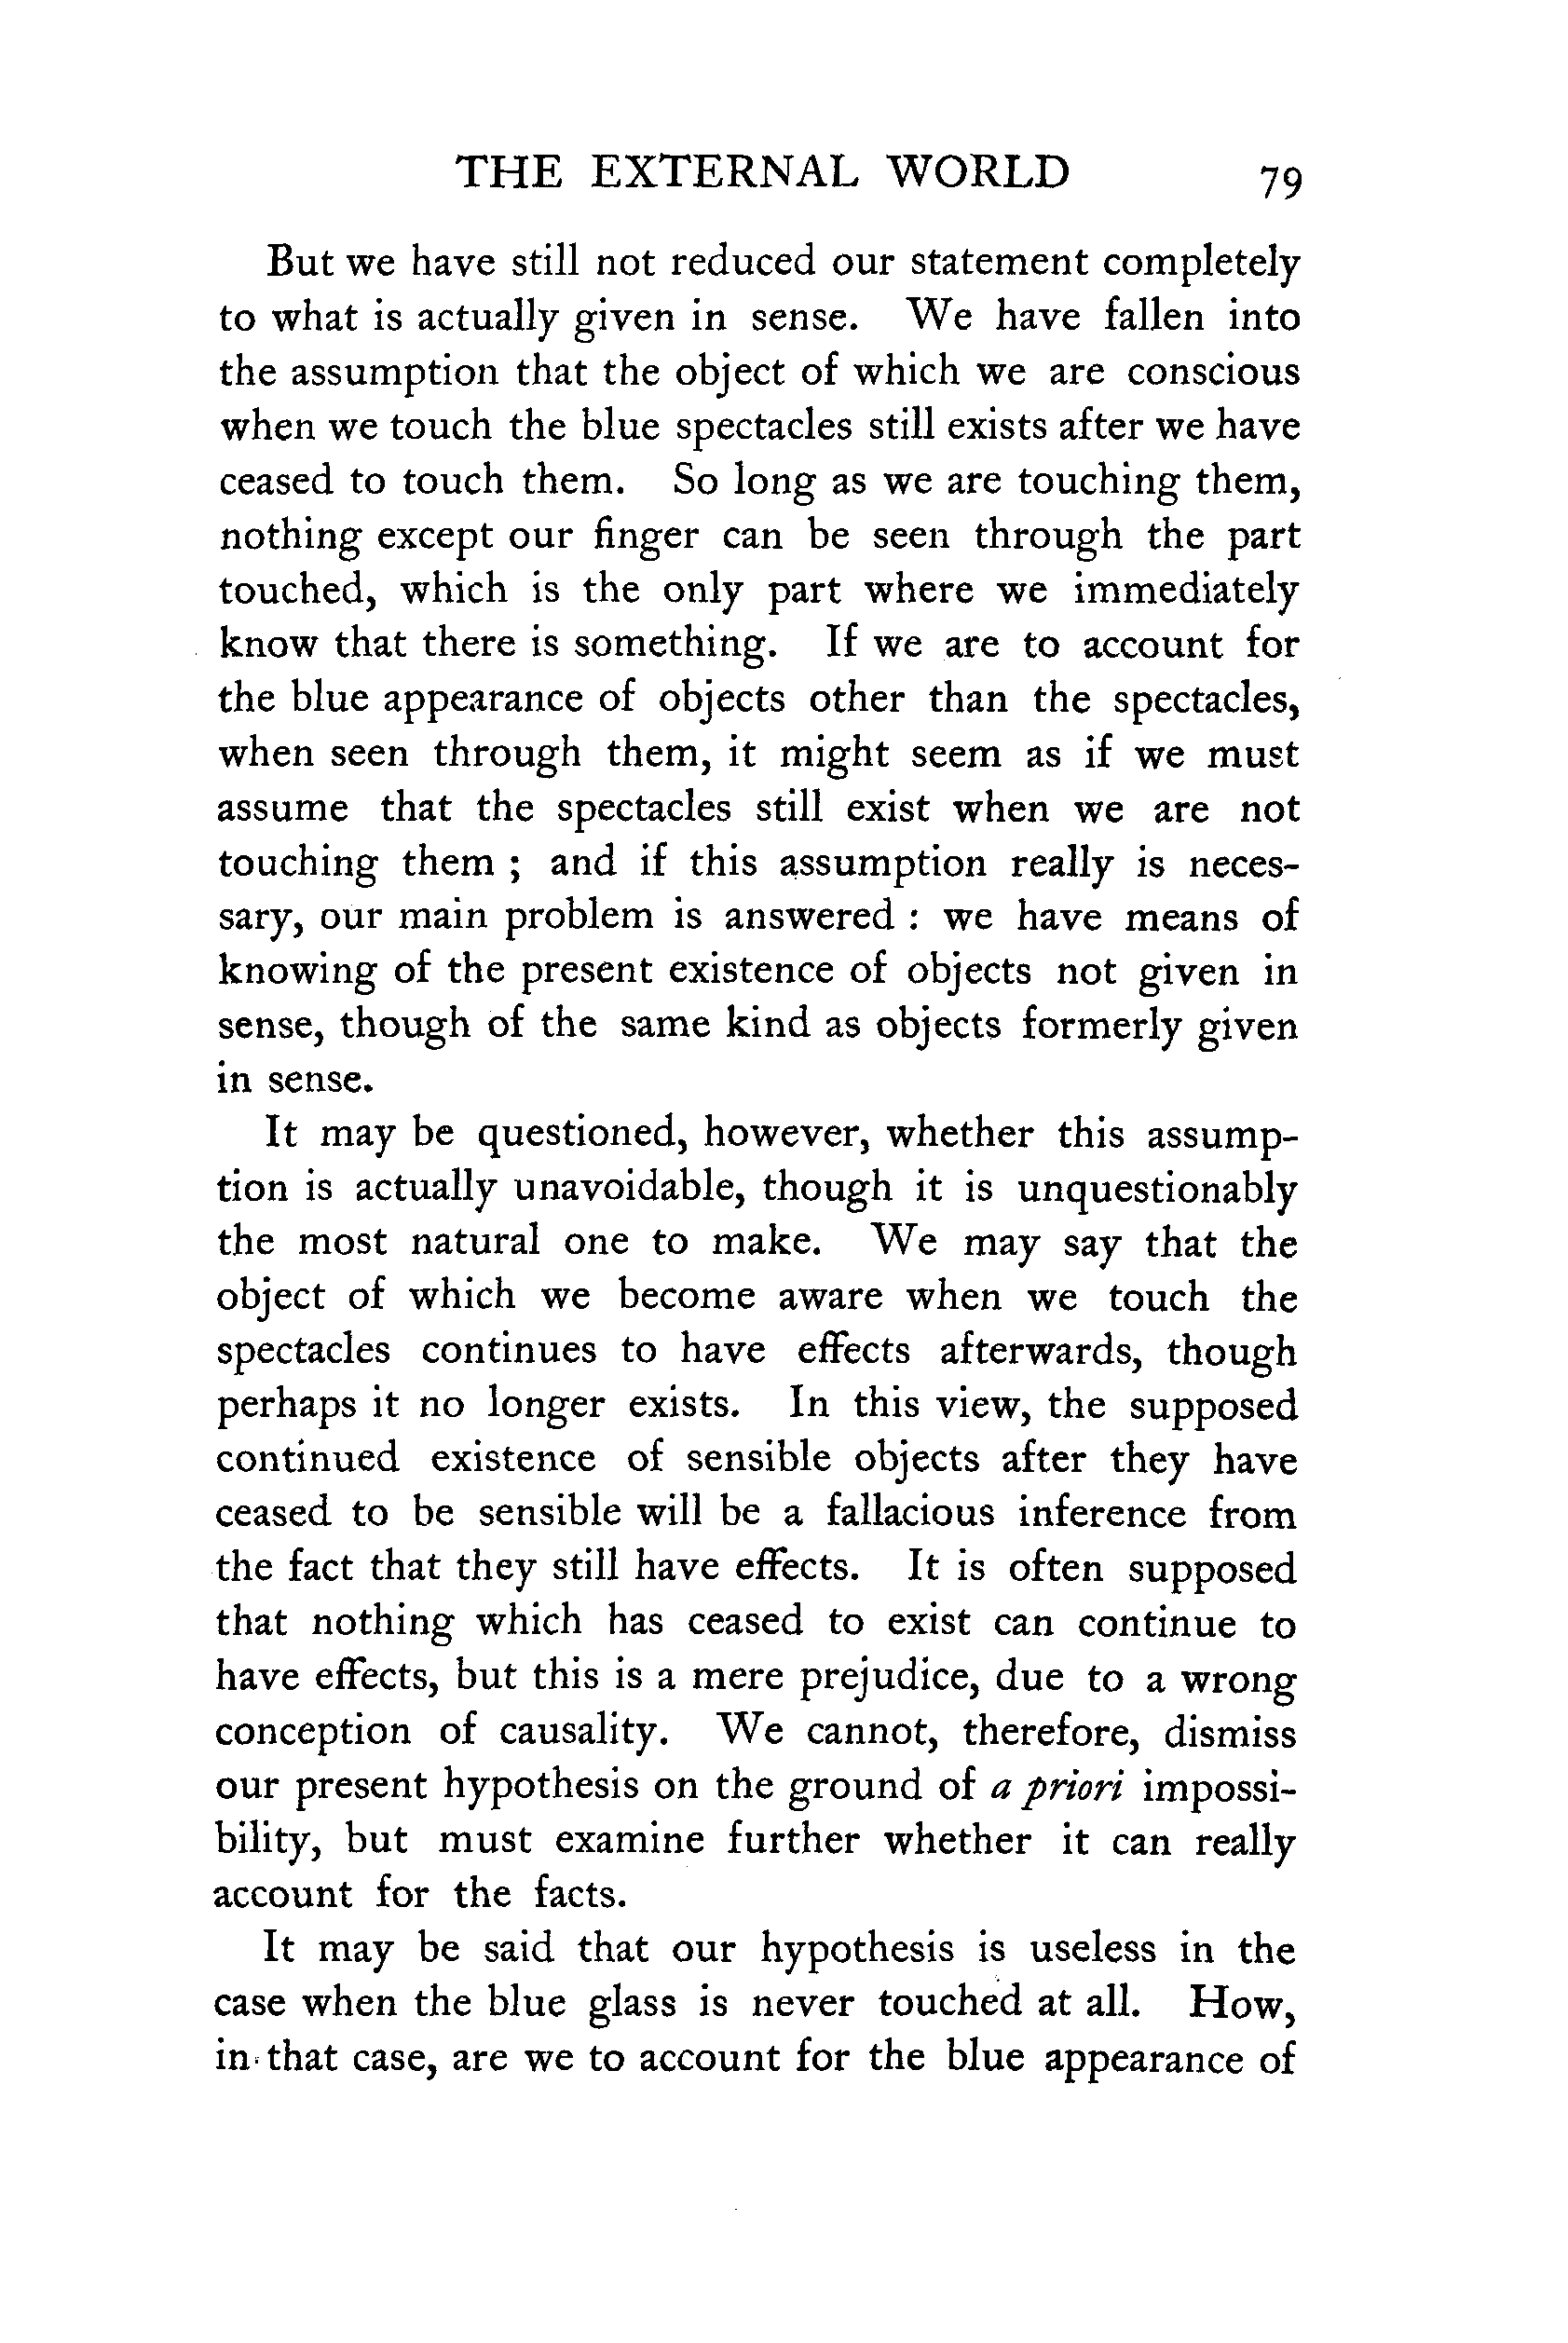 THE EXTERNAL WORLD 79
But we have still not reduced our statement completely
to what is actually given in sense. We have fallen into
the assumption that the object of which we are conscious
when we touch the blue spectacles still exists after we have
ceased to touch them. So long as we are touching them,
nothing except our finger can be seen through the part
touched, which is the only part where we immediately
know that there is something. If we are to account for
the blue appearance of objects other than the spectacles,
when seen through them, it might seem as if we must
assume that the spectacles still exist when we are not
touching them ; and if this assumption really is neces-
sary, our main problem is answered : we have means of
knowing of the present existence of objects not given in
sense, though of the same kind as objects formerly given
in sense.
It may be questioned, however, whether this assump-
tion is actually unavoidable, though it is unquestionably
the most natural one to make. We may say that the
object of which we become aware when we touch the
spectacles continues to have effects afterwards, though
perhaps it no longer exists. In this view, the supposed
continued existence of sensible objects after they have
ceased to be sensible will be a fallacious inference from
the fact that they still have effects. It is often supposed
that nothing which has ceased to exist can continue to
have effects, but this is a mere prejudice, due to a wrong
conception of causality. We cannot, therefore, dismiss
our present hypothesis on the ground of a priori impossi-
bility, but must examine further whether it can really
account for the facts.
It may be said that our hypothesis is useless in the
case when the blue glass is never touched at all. How,
in that case, are we to account for the blue appearance of